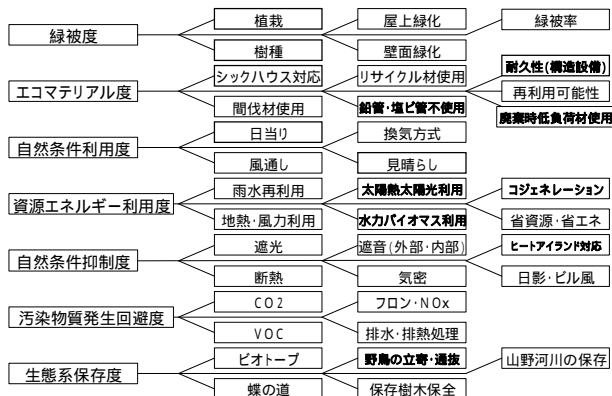 植栽
屋上緑化
緑被率
緑被度
樹種
壁面緑化
シックハウス対応
リサイクル材使用
耐久性(構造設備)
エコマテリアル度
再利用可能性
間伐材使用
鉛管・塩ビ管不使用
廃棄時低負荷材使用
日当り
換気方式
自然条件利用度
風通し
見晴らし
雨水再利用
太陽熱太陽光利用
コジェネレーション
資源エネルギー利用度
地熱・風力利用
水力バイオマス利用
省資源・省エネ
遮光
遮音(外部・内部)
ヒートアイランド対応
自然条件抑制度
断熱
気密
日影・ビル風
CO2
フロン・NOx
汚染物質発生回避度
VOC
排水・排熱処理
ビオトープ
野鳥の立寄・通抜
山野河川の保存
生態系保存度
蝶の道
保存樹木保全